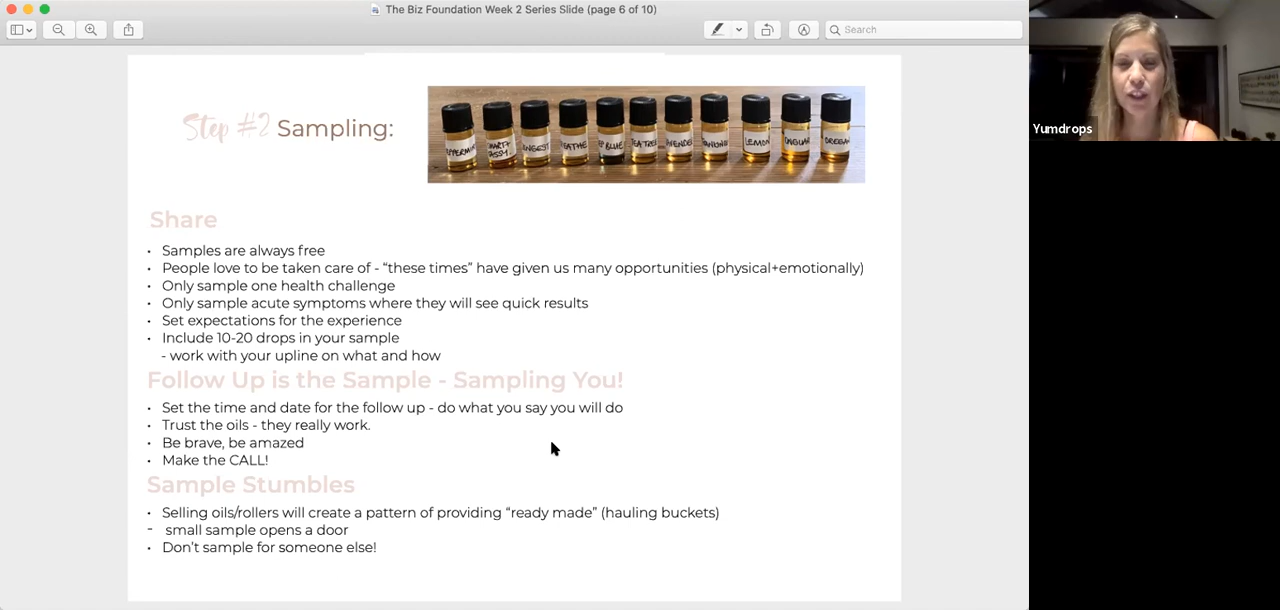 The Biz Foundation Week 2 Series Slide (page 6 of 10)
Search
Yumdrops
Step #2 Sampling:
LEMON
Share
• Samples are always free
• People love to be taken care of - “these times” have given us many opportunities (physical+emotionally)
• Only sample one health challenge
• Only sample acute symptoms where they will see quick results
• Set expectations for the experience
• Include 10-20 drops in your sample
- work with your upline on what and how
Follow Up is the Sample - Sampling You!
• Set the time and date for the follow up - do what you say you will do
• Trust the oils - they really work.
• Be brave, be amazed
• Make the CALL!
Sample Stumbles
• Selling oils/rollers will create a pattern of providing “ready made” (hauling buckets)
- small sample opens a door
• Don’t sample for someone else!